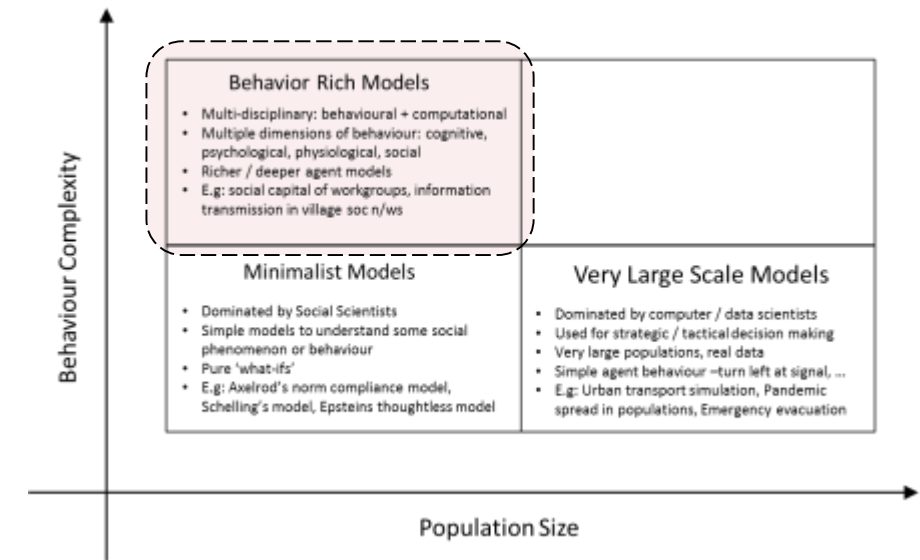 Behavior Rich Models
• Multi-disciplinary: behavioural + computational
• Multiple dimensions of behaviour: cognitive,
psychological, physiological, social
• Richer / deeper agent models
• E.g: social capital of workgroups, information
transmission in village soc n/ws
Minimalist Models
• Dominated by Social Scientists
• Simple models to understand some social
phenomenon or behaviour
• Pure 'what-ifs'
• E.g: Axelrod's norm compliance model,
Schelling's model, Epsteins thoughtless model
Very Large Scale Models
• Dominated by computer / data scientists
• Used for strategic / tactical decision making
• Very large populations, real data
• Simple agent behaviour –turn left at signal, ...
• E.g: Urban transport simulation, Pandemic
spread in populations, Emergency evacuation
Behaviour Complexity
Population Size